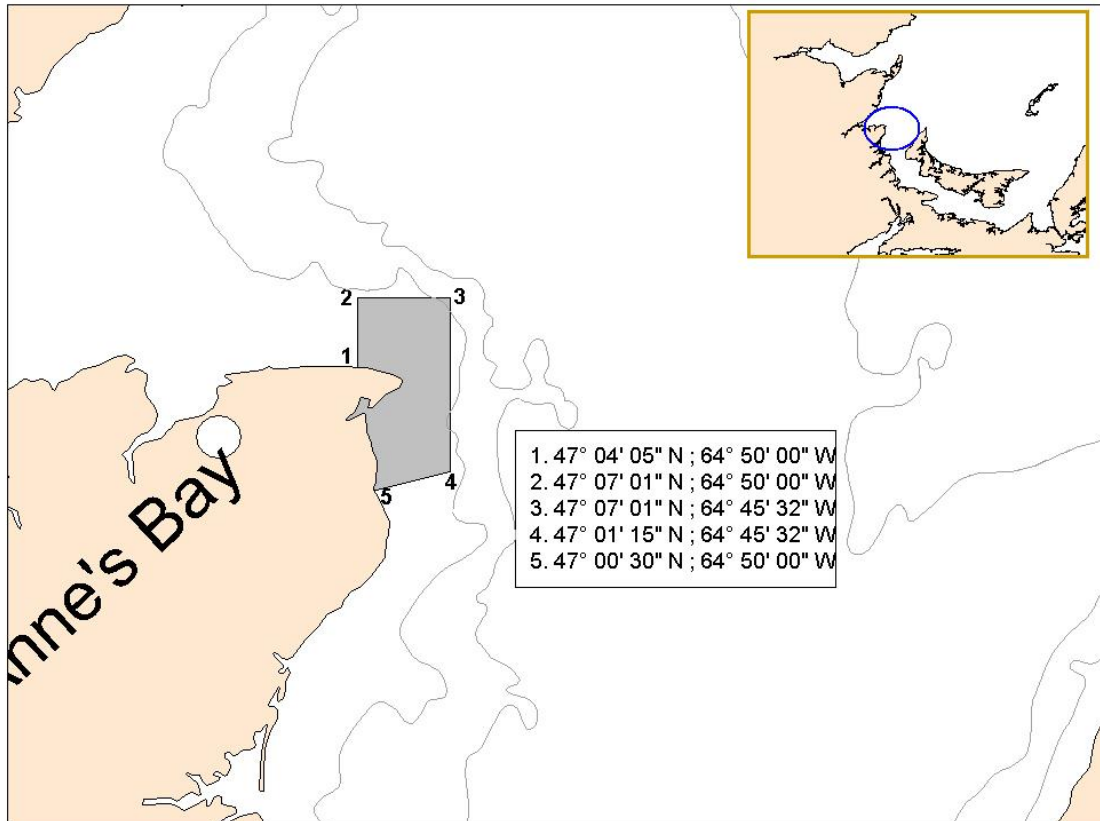 2
3
1
1. 47° 04' 05" N ; 64° 50' 00" W
2. 47° 07' 01" N ; 64° 50' 00" W
3. 47° 07' 01" N ; 64° 45' 32" W
4. 47° 01' 15" N ; 64° 45' 32" W
5. 47° 00' 30" N ; 64° 50' 00" W
4
5
Anne's Bay